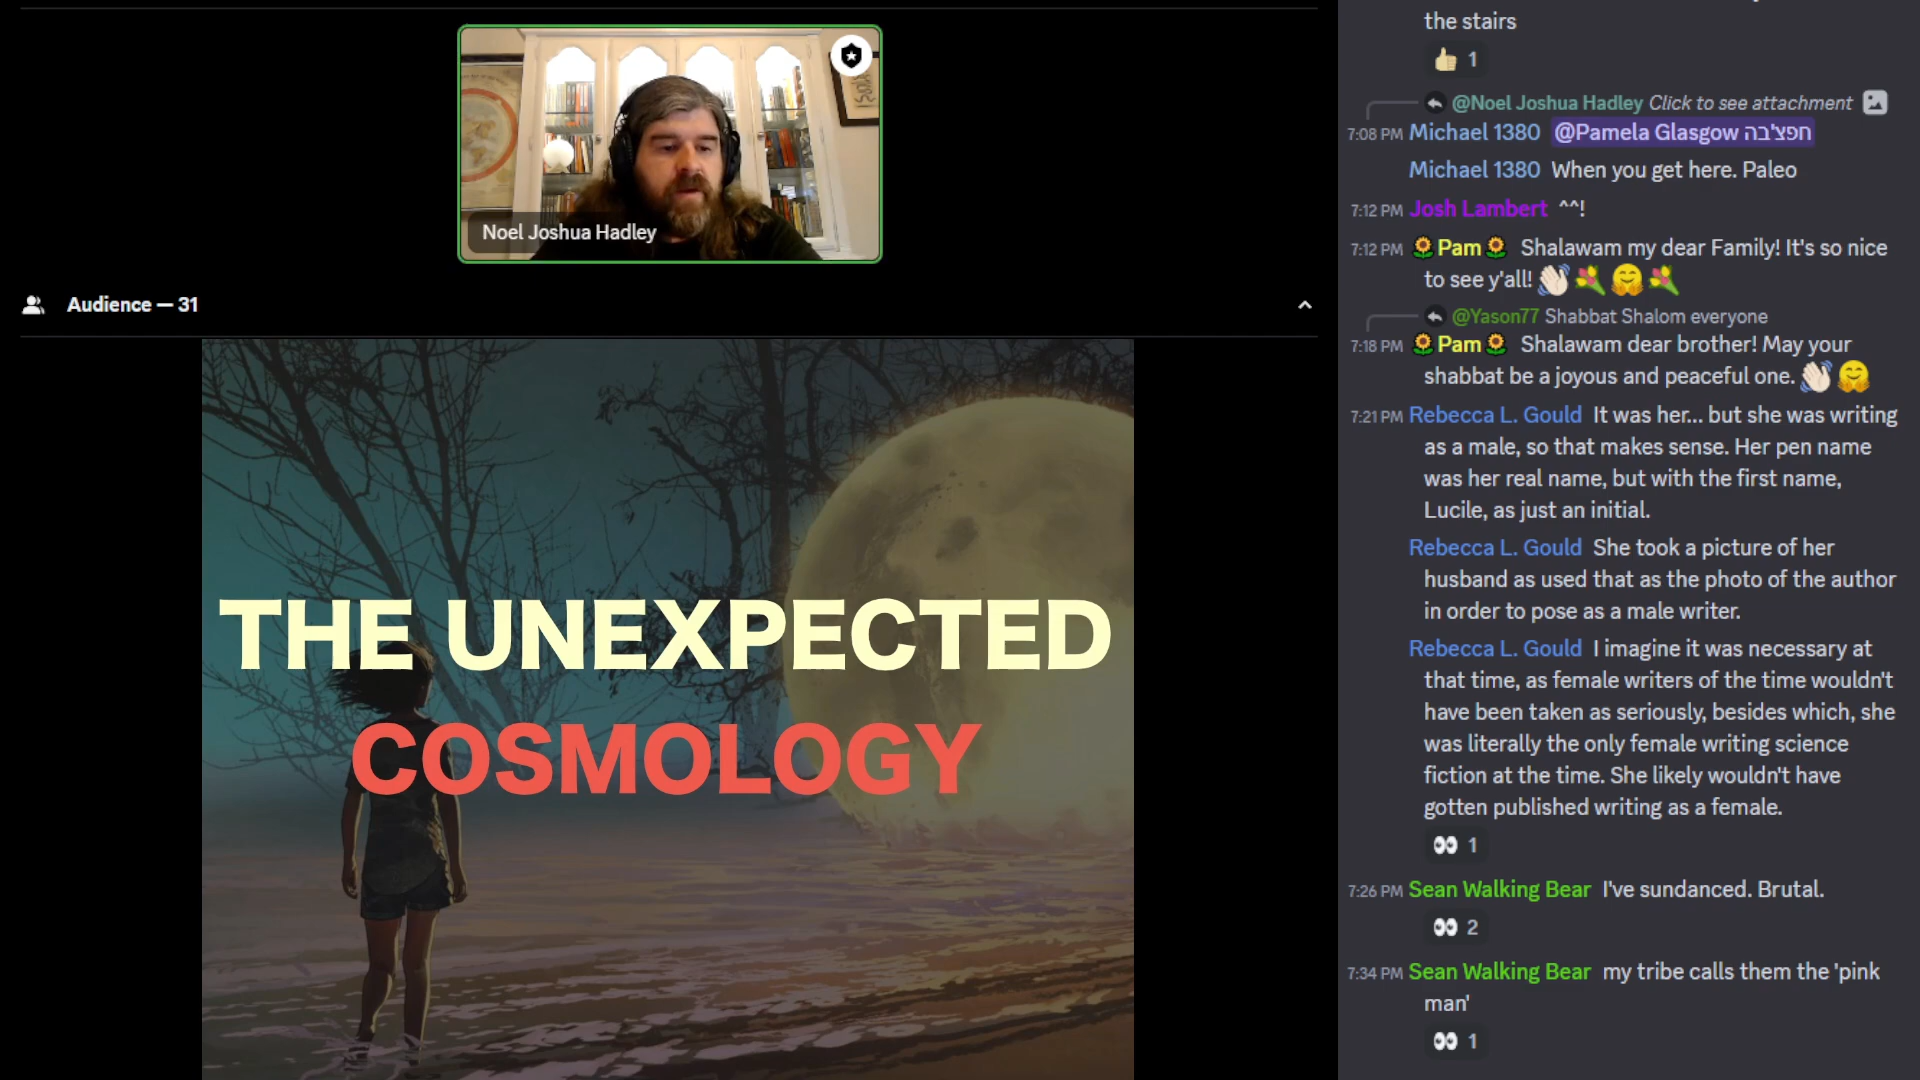 Noel Joshua Hadley
Audience — 31
THE UNEXPECTED
COSMOLOGY
the stairs
👍 1
@Noel Joshua Hadley Click to see attachment
7:08 PM Michael 1380 @Pamela Glasgow חפצ'בה
Michael 1380 When you get here. Paleo
7:12 PM Josh Lambert ^^!
7:12 PM 🌻Pam🌻 Shalawam my dear Family! It's so nice
to see y'all! 👋🏻🌷🤗🌷
@Yason77 Shabbat Shalom everyone
7:18 PM 🌻Pam🌻 Shalawam dear brother! May your
shabbat be a joyous and peaceful one. 👋🏻🤗
7:21 PM Rebecca L. Gould It was her... but she was writing
as a male, so that makes sense. Her pen name
was her real name, but with the first name,
Lucile, as just an initial.
Rebecca L. Gould She took a picture of her
husband as used that as the photo of the author
in order to pose as a male writer.
Rebecca L. Gould I imagine it was necessary at
that time, as female writers of the time wouldn't
have been taken as seriously, besides which, she
was literally the only female writing science
fiction at the time. She likely wouldn't have
gotten published writing as a female.
👀 1
7:26 PM Sean Walking Bear I've sundanced. Brutal.
👀 2
7:34 PM Sean Walking Bear my tribe calls them the 'pink
man'
👀 1